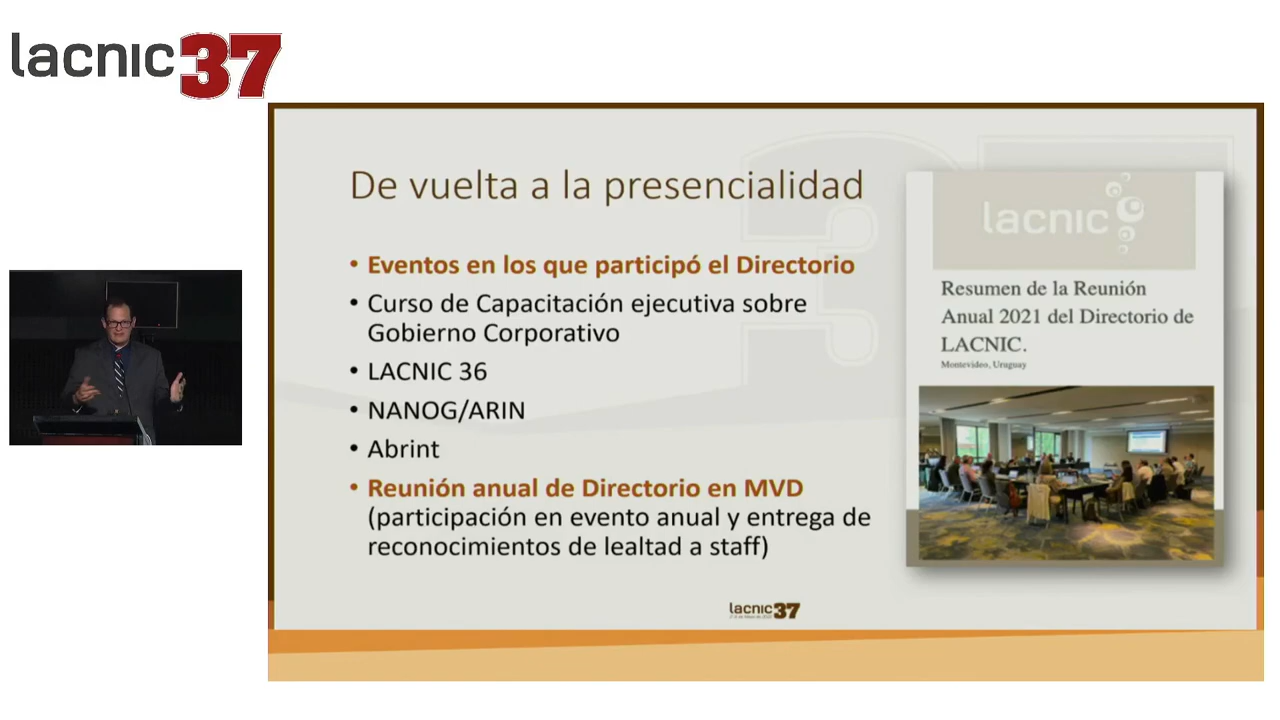 lacnic 37
De vuelta a la presencialidad
• Eventos en los que participó el Directorio
• Curso de Capacitación ejecutiva sobre
Gobierno Corporativo
• LACNIC 36
• NANOG/ARIN
• Abrint
• Reunión anual de Directorio en MVD
(participación en evento anual y entrega de
reconocimientos de lealtad a staff)
lacnic
Resumen de la Reunión
Anual 2021 del Directorio de
LACNIC.
Montevideo, Uruguay
lacnic37